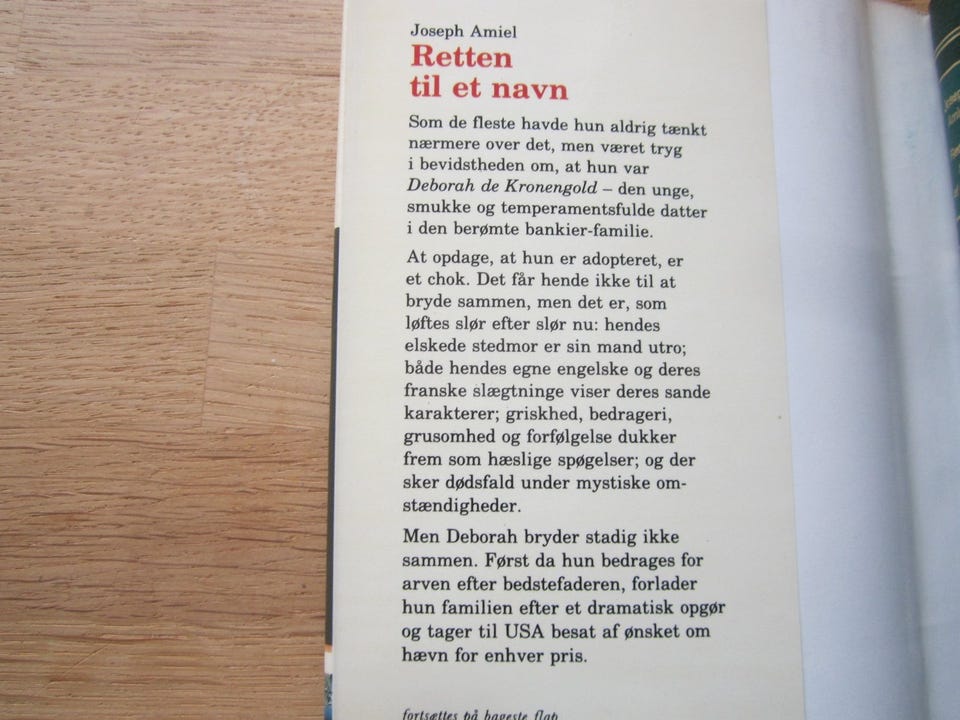 Joseph Amiel
Retten
til et navn
Som de fleste havde hun aldrig tænkt
nærmere over det, men været tryg
i bevidstheden om, at hun var
Deborah de Kronengold – den unge,
smukke og temperamentsfulde datter
i den berømte bankier-familie.
At opdage, at hun er adopteret, er
et chok. Det får hende ikke til at
bryde sammen, men det er, som
løftes slør efter slør nu: hendes
elskede stedmor er sin mand utro;
både hendes egne engelske og deres
franske slægtninge viser deres sande
karakterer; griskhed, bedrageri,
grusomhed og forfølgelse dukker
frem som hæslige spøgelser; og der
sker dødsfald under mystiske om-
stændigheder.
Men Deborah bryder stadig ikke
sammen. Først da hun bedrages for
arven efter bedstefaderen, forlader
hun familien efter et dramatisk opgør
og tager til USA besat af ønsket om
hævn for enhver pris.
fortsættes på bageste flap